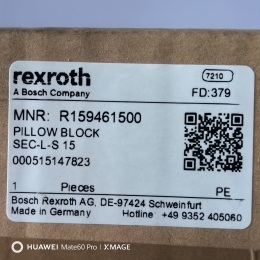 rexroth
A Bosch Company
7210
FD: 379
MNR: R159461500
PILLOW BLOCK
SEC-L-S 15
000515147823
1 Pieces PE
Bosch Rexroth AG, DE-97424 Schweinfurt
Made in Germany Hotline: +49 9352 405060
HUAWEI Mate60 Pro | XMAGE